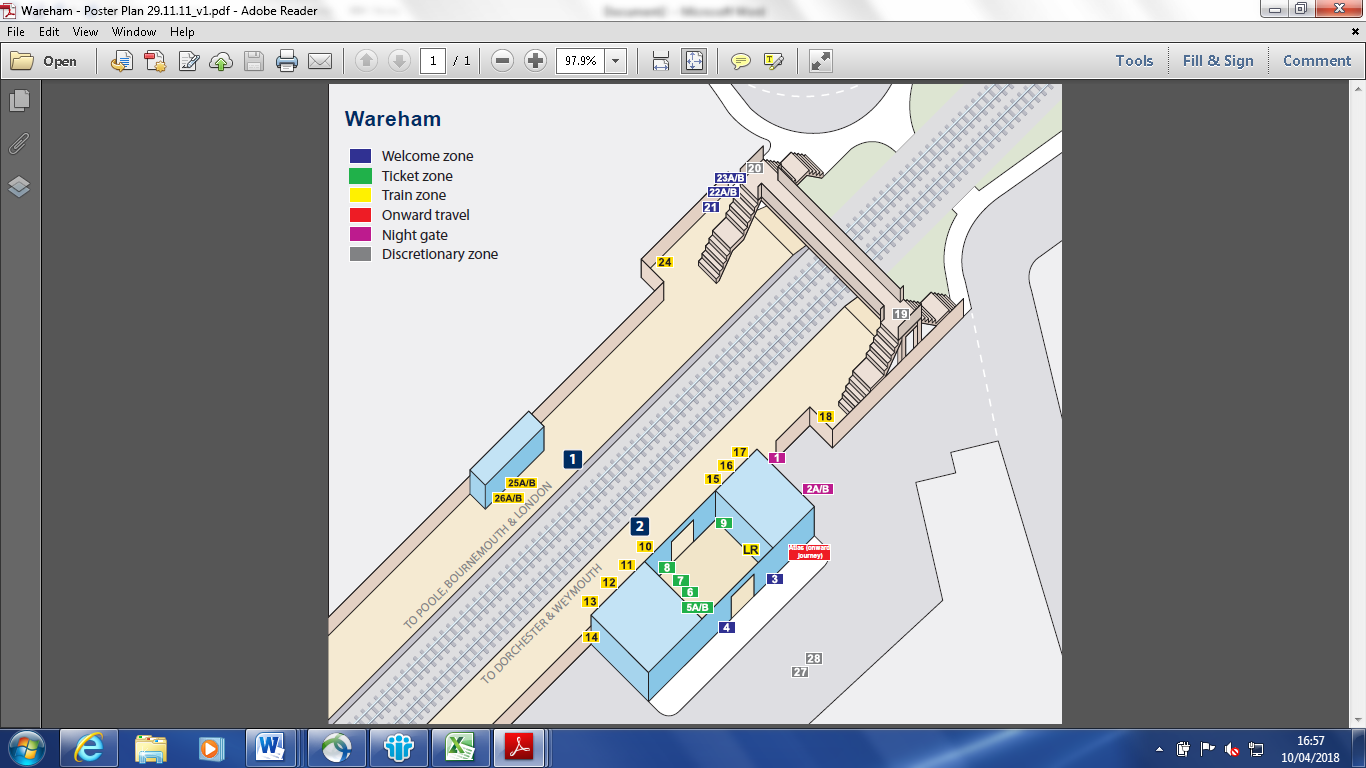 Wareham - Poster Plan 29.11.11_v1.pdf - Adobe Reader
File Edit View Window Help
Open
1 / 1
97.9%
Tools Fill & Sign Comment
Wareham
Welcome zone
Ticket zone
Train zone
Onward travel
Night gate
Discretionary zone
20
23A/B
22A/B
21
24
19
18
17
1
16
15
2A/B
1
25A/B
26A/B
2
9
10
LR
Atlas (onward
journey)
11
8
12
7
3
6
13
5A/B
14
4
28
27
TO POOLE, BOURNEMOUTH & LONDON
TO DORCHESTER & WEYMOUTH
16:57
10/04/2018